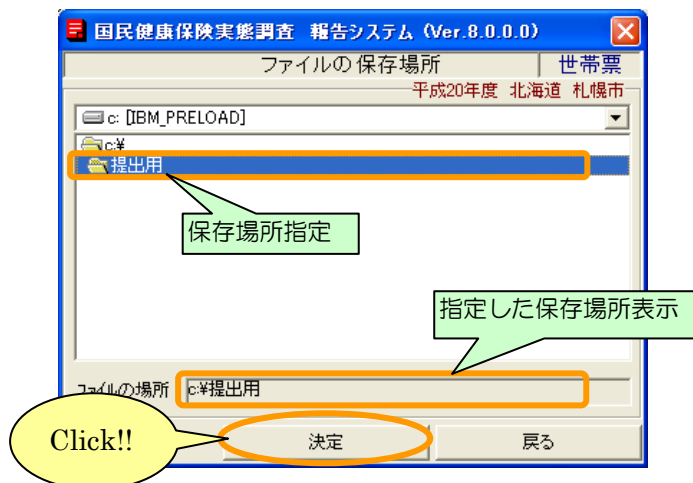 国民健康保険実態調査 報告システム (Ver.8.0.0.0)
ファイルの保存場所
世帯票
平成20年度 北海道 札幌市
c: [IBM_PRELOAD]
c:¥
提出用
保存場所指定
指定した保存場所表示
ファイルの場所
c:¥提出用
Click!!
決定
戻る